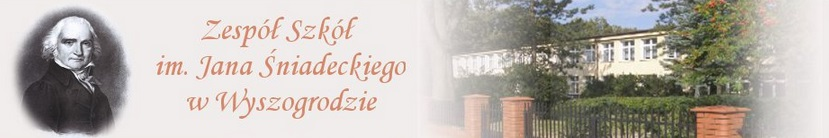 Zespół Szkół
im. Jana Śniadeckiego
w Wyszogrodzie